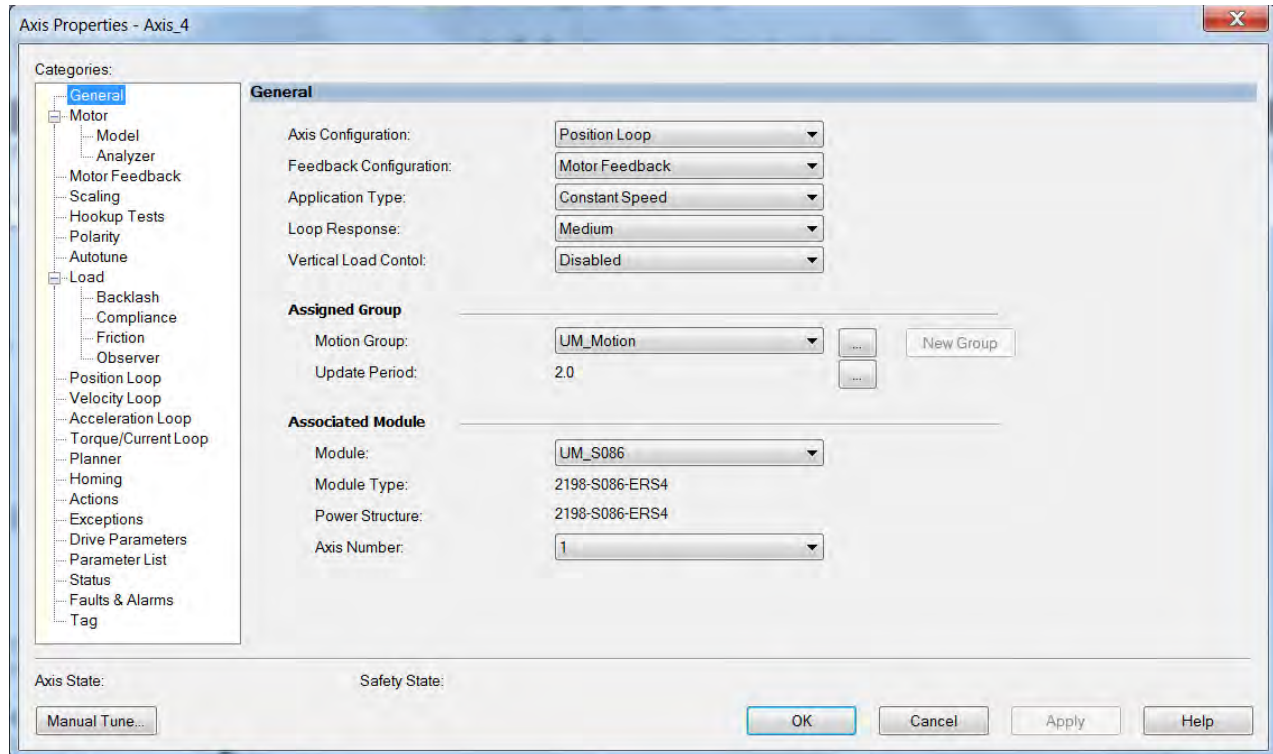 Axis Properties - Axis_4
X
Categories:
General
Motor
Model
Analyzer
Motor Feedback
Scaling
Hookup Tests
Polarity
Autotune
Load
Backlash
Compliance
Friction
Observer
Position Loop
Velocity Loop
Acceleration Loop
Torque/Current Loop
Planner
Homing
Actions
Exceptions
Drive Parameters
Parameter List
Status
Faults & Alarms
Tag
General
Axis Configuration: Position Loop
Feedback Configuration: Motor Feedback
Application Type: Constant Speed
Loop Response: Medium
Vertical Load Contol: Disabled
Assigned Group
Motion Group: UM_Motion ... New Group
Update Period: 2.0 ...
Associated Module
Module: UM_S086
Module Type: 2198-S086-ERS4
Power Structure: 2198-S086-ERS4
Axis Number: 1
Axis State: Safety State:
Manual Tune... OK Cancel Apply Help